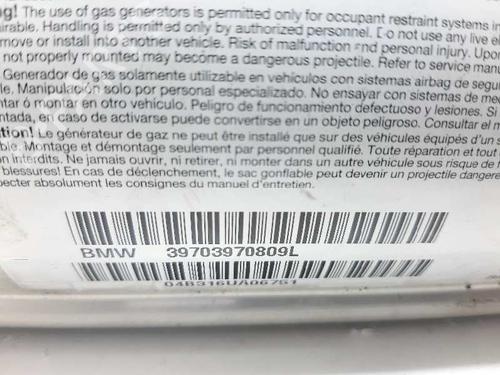 ng! The use of gas generators is permitted only for occupant restraint systems in
airable. Handling is permitted only by authorized personnel. Do not use any elec
move or install into another vehicle. Risk of malfunction and personal injury. Upon
not properly mounted may become a dangerous projectile. Refer to service man
Generador de gas solamente utilizable en vehículos con sistemas airbag de segu
le. Manipulación solo por personal especializado. No ensayar con sistemas de me
ntar ó montar en otro vehículo. Peligro de funcionamiento defectuoso y lesiones. Si
ntada, en caso de activarse puede convertirse en un objeto peligroso. Consultar el m
tion! Le générateur de gaz ne peut être installé que sur des véhicules équipés d'un s
ble. Montage et démontage seulement par personnel qualifié. Toute réparation et tout
on interdits. Ne jamais ouvrir, ni retirer, ni monter dans un autre véhicule sous risque de
blessures! En cas de déclenchement, le sac gonflable peut devenir un projectile dangere
pecter absolument les consignes du manuel d'entretien.
BMW 39703970809L
04B316UA06751